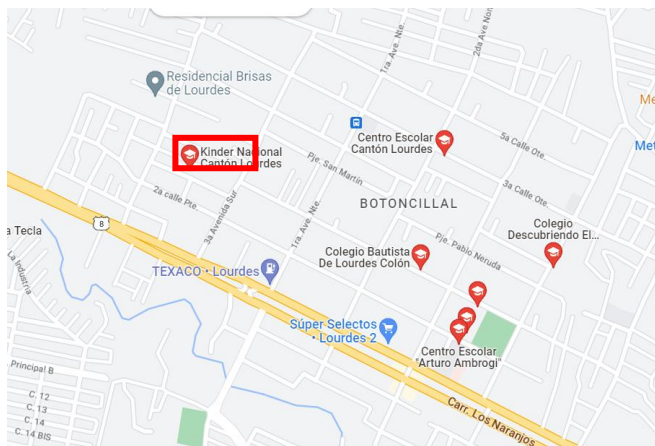 Residencial Brisas
de Lourdes
Kinder Nacional
Cantón Lourdes
Centro Escolar
Cantón Lourdes
1ra. Ave. Nte.
2da Ave Nor
5a Calle Ote.
3a Calle Ote.
Me
Met
Pje. San Martín
BOTONCILLAL
Colegio
Descubriendo El...
Pje. Pablo Neruda
2a calle Pte.
3a Avenida Sur
1ra. Ave. Nte.
8
a Tecla
La Industria
Colegio Bautista
De Lourdes Colón
TEXACO • Lourdes
Súper Selectos
• Lourdes 2
Centro Escolar
"Arturo Ambrogi"
Carr. Los Naranjos
Principal B
C. 12
C. 13
C. 14
C. 14 BIS